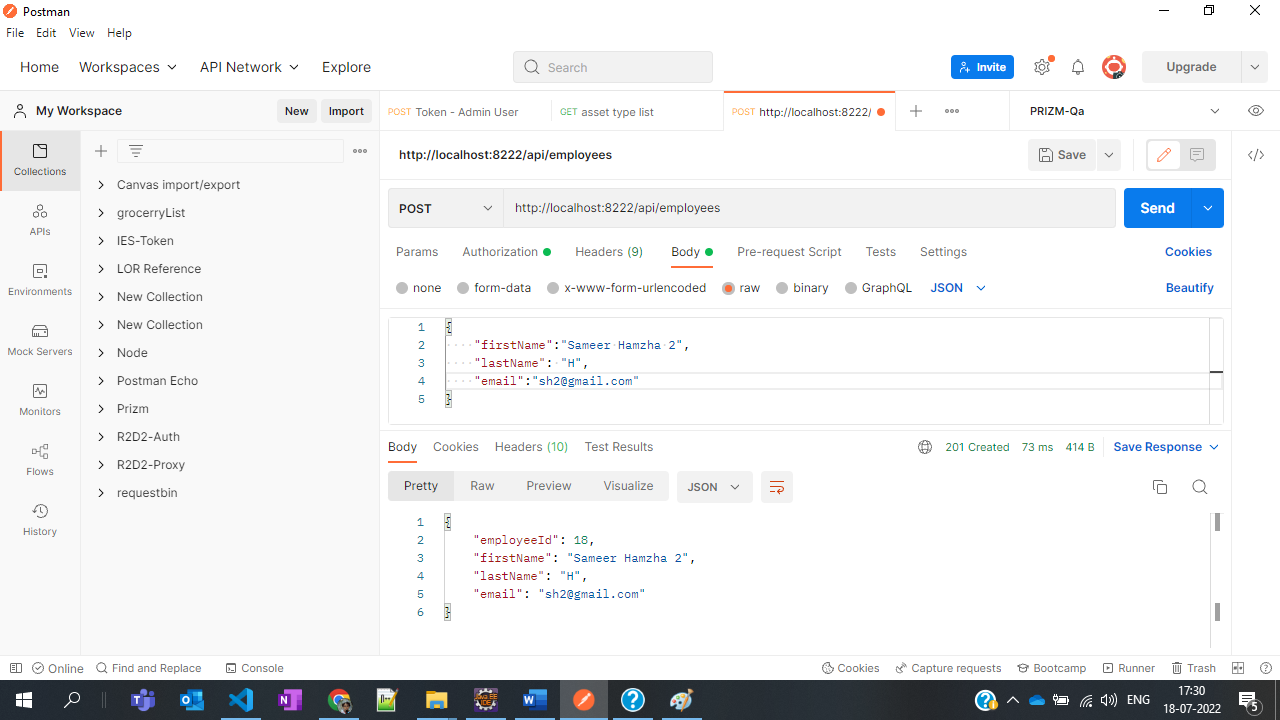 Postman
File Edit View Help
Home Workspaces API Network Explore Search Invite Upgrade
My Workspace New Import
POST Token - Admin User GET asset type list POST http://localhost:8222/ PRIZM-Qa
Collections
APIs
Environments
Mock Servers
Monitors
Flows
History
Canvas import/export
grocerryList
IES-Token
LOR Reference
New Collection
New Collection
Node
Postman Echo
Prizm
R2D2-Auth
R2D2-Proxy
requestbin
http://localhost:8222/api/employees Save
POST http://localhost:8222/api/employees Send
Params Authorization Headers (9) Body Pre-request Script Tests Settings Cookies
none form-data x-www-form-urlencoded raw binary GraphQL JSON Beautify
1 {
2 "firstName":"Sameer Hamzha 2",
3 "lastName": "H",
4 "email":"sh2@gmail.com"
5 }
Body Cookies Headers (10) Test Results 201 Created 73 ms 414 B Save Response
Pretty Raw Preview Visualize JSON
1 {
2 "employeeId": 18,
3 "firstName": "Sameer Hamzha 2",
4 "lastName": "H",
5 "email": "sh2@gmail.com"
6 }
Online Find and Replace Console Cookies Capture requests Bootcamp Runner Trash
ENG 17:30
18-07-2022 5